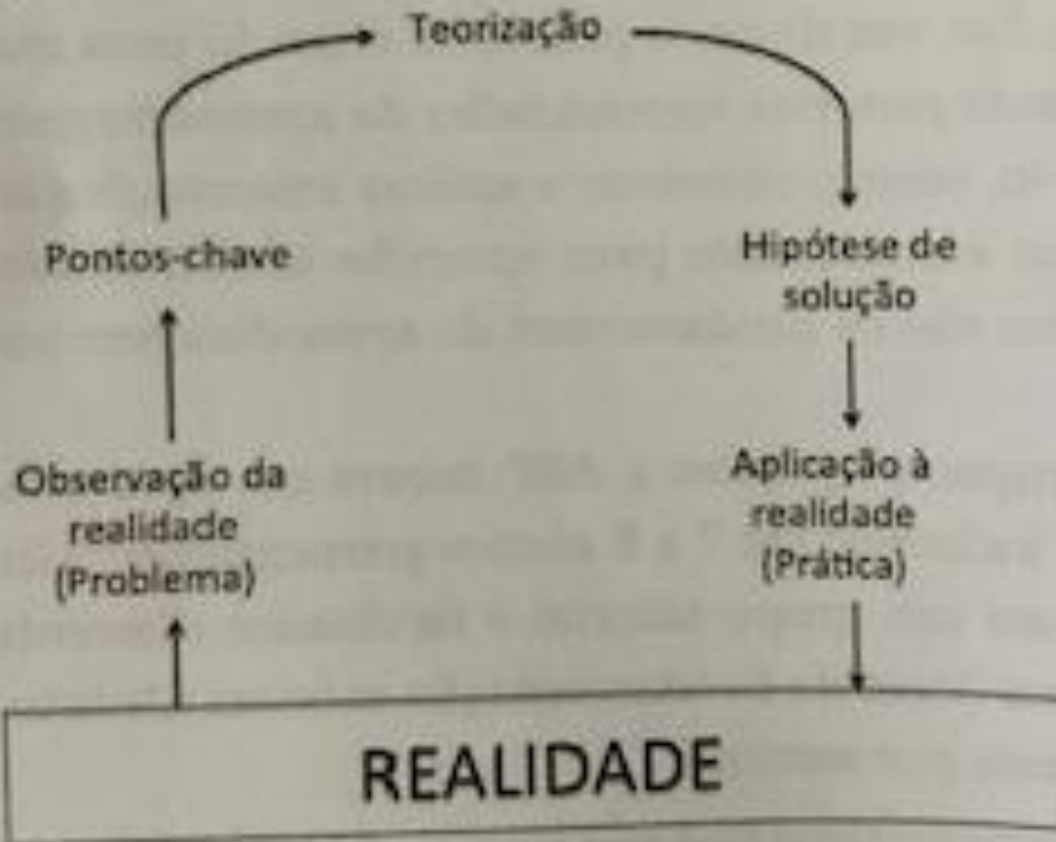 Teorização
Pontos-chave
Hipótese de
solução
Observação da
realidade
(Problema)
Aplicação à
realidade
(Prática)
REALIDADE